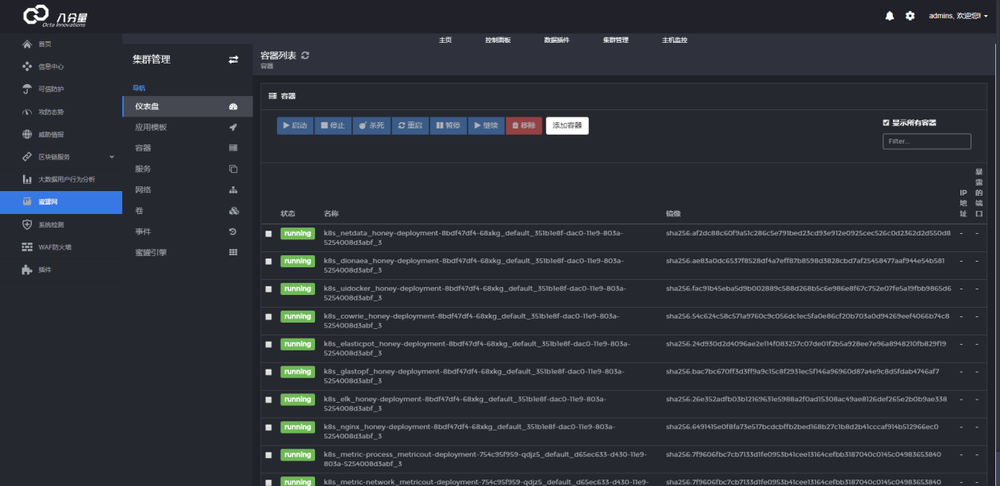 八分量
Octa Innovations
admins, 欢迎您!
首页
信息中心
可信防护
攻防态势
威胁情报
区块链服务
大数据用户行为分析
蜜罐网
系统检测
WAF防火墙
插件
集群管理
导航
仪表盘
应用模板
容器
服务
网络
卷
事件
蜜罐引擎
主页 控制面板 数据插件 集群管理 主机监控
容器列表
容器
容器
启动 停止 杀死 重启 暂停 继续 移除 添加容器
显示所有容器
Filter...
状态 名称 镜像 IP地址 暴露的端口
running k8s_netdata_honey-deployment-8bdf47df4-68xkg_default_351b1e8f-dac0-11e9-803a- sha256:af2dc88c60f9a51c286c5e791bed23cd93e912e0925cec526c0d2362d2d550d8 - -
5254008d3abf_3
running k8s_dionaea_honey-deployment-8bdf47df4-68xkg_default_351b1e8f-dac0-11e9-803a- sha256:ae83a0dc6537f8528df4a7eff87b8598d3828cbd7af25458477aaf944e54b581 - -
5254008d3abf_3
running k8s_uidocker_honey-deployment-8bdf47df4-68xkg_default_351b1e8f-dac0-11e9-803a- sha256:fac91b45eba5d9b002889c588d268b5c6e986e8f67c752e07fe5a19fbb9865d6 - -
5254008d3abf_3
running k8s_cowrie_honey-deployment-8bdf47df4-68xkg_default_351b1e8f-dac0-11e9-803a- sha256:54c624c58c571a9760c9c056dc1ec5fa0e86cf20b703a0d94269eef4066b74c8 - -
5254008d3abf_3
running k8s_elasticpot_honey-deployment-8bdf47df4-68xkg_default_351b1e8f-dac0-11e9-803a- sha256:24d930d2d4096ae2e114f083257c07de01f2b5a928ee7e96a8948210fb829f19 - -
5254008d3abf_3
running k8s_glastopf_honey-deployment-8bdf47df4-68xkg_default_351b1e8f-dac0-11e9-803a- sha256:bac7bc670ff3d3ff9a9c15c8f2931ec5f146a96960d87a4e9c8d5fdab4746af7 - -
5254008d3abf_3
running k8s_elk_honey-deployment-8bdf47df4-68xkg_default_351b1e8f-dac0-11e9-803a- sha256:26e352adfb03b12169631e5988a2f0ad15308ac49ae8126def265e2b0b9ae338 - -
5254008d3abf_3
running k8s_nginx_honey-deployment-8bdf47df4-68xkg_default_351b1e8f-dac0-11e9-803a- sha256:6491415e0f8fa73e517bcdcbffb2bed168b27c1b8d2b41cccaf914b512966ec0 - -
5254008d3abf_3
running k8s_metric-process_metricout-deployment-754c95f959-qdjz5_default_d65ec633-d430-11e9- sha256:7f9606fbc7cb7133d1fe0953b41cee13164cefbb3187040c0145c04983653840 - -
803a-5254008d3abf_3
running k8s_metric-network_metricout-deployment-754c95f959-qdjz5_default_d65ec633-d430-11e9- sha256:7f9606fbc7cb7133d1fe0953b41cee13164cefbb3187040c0145c04983653840 - -